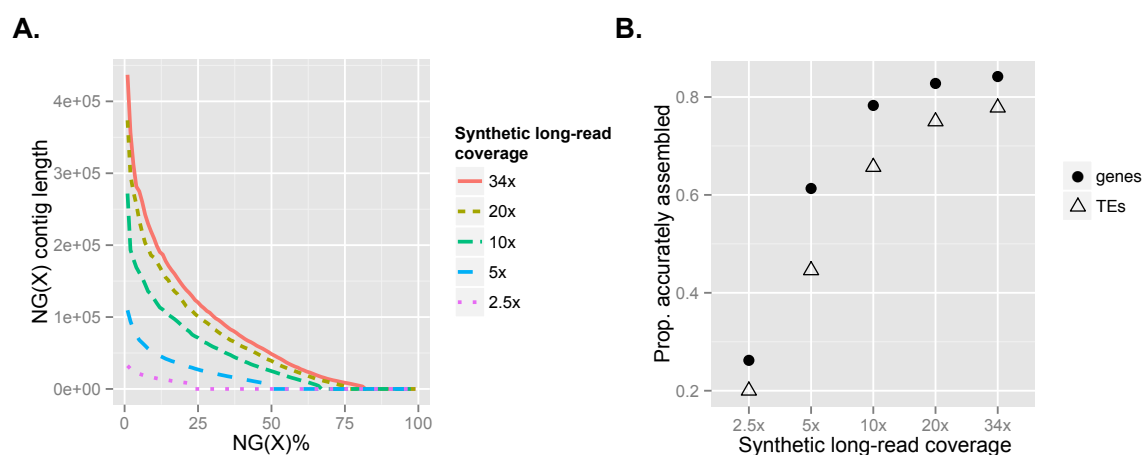 A.
NG(X) contig length
4e+05
3e+05
2e+05
1e+05
0e+00
0
25
50
75
100
NG(X)%
Synthetic long-read
coverage
34x
20x
10x
5x
2.5x
B.
Prop. accurately assembled
0.8
0.6
0.4
0.2
2.5x
5x
10x
20x
34x
Synthetic long-read coverage
genes
TEs